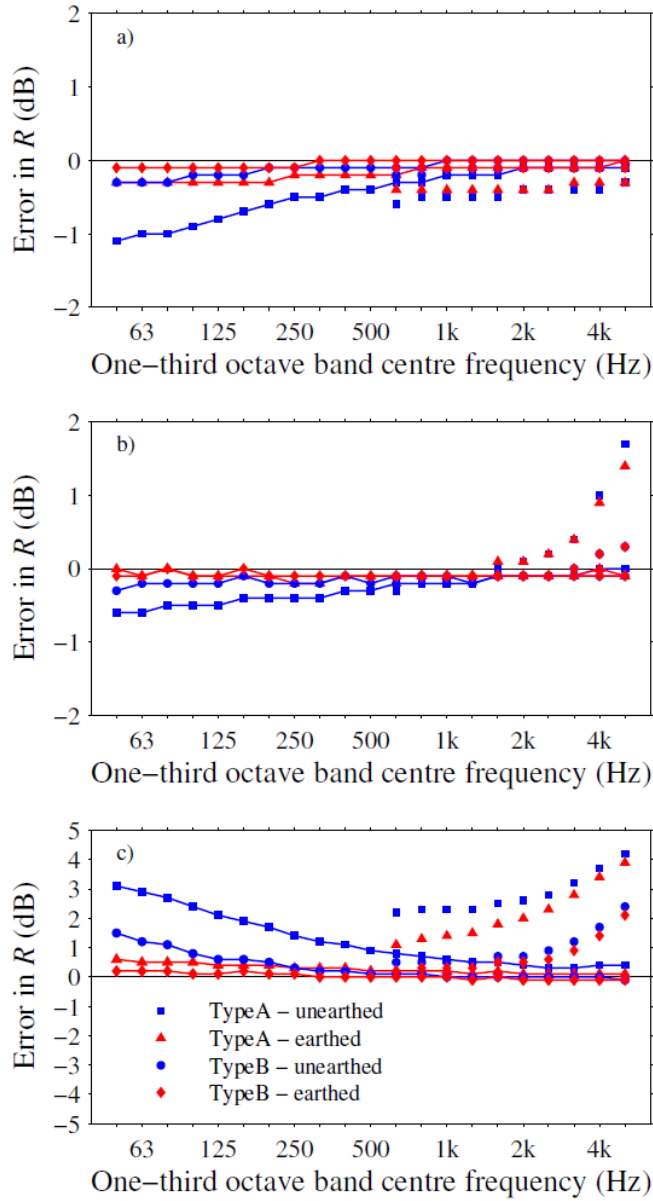 2
a)
1
0
−1
−2
Error in R (dB)
63 125 250 500 1k 2k 4k
One−third octave band centre frequency (Hz)
2
b)
1
0
−1
−2
Error in R (dB)
63 125 250 500 1k 2k 4k
One−third octave band centre frequency (Hz)
5
c)
4
3
2
1
0
−1
−2
−3
−4
−5
Error in R (dB)
TypeA − unearthed
TypeA − earthed
TypeB − unearthed
TypeB − earthed
63 125 250 500 1k 2k 4k
One−third octave band centre frequency (Hz)